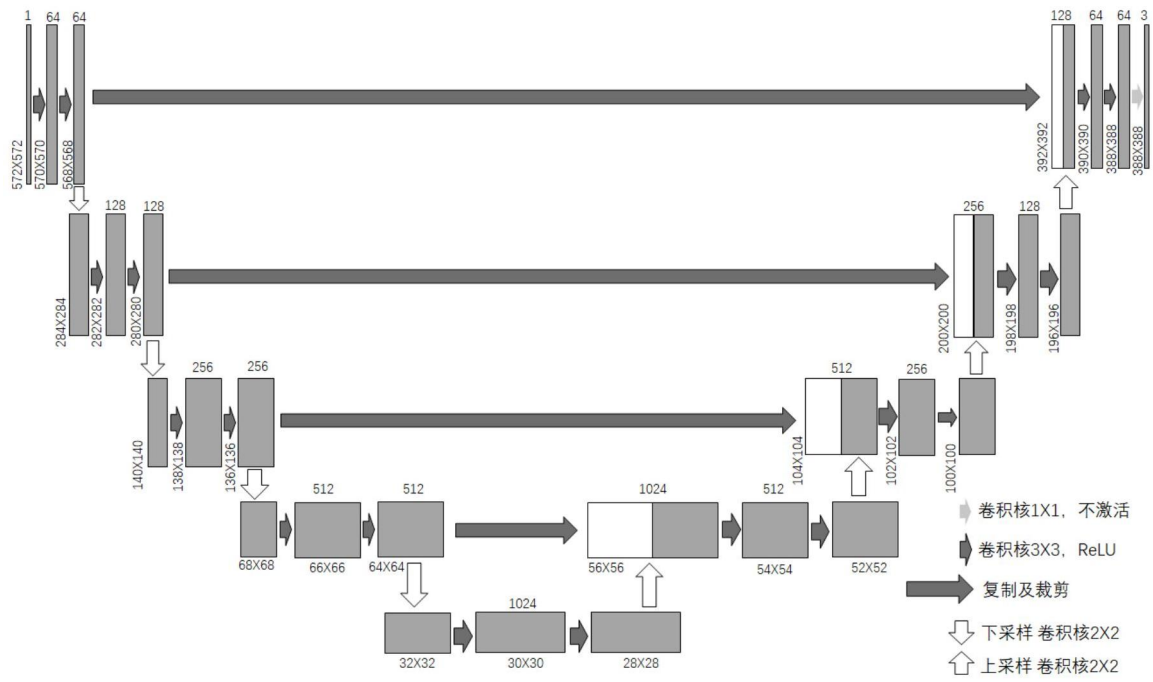 1
64
64
572X572
570X570
568X568
128
64
64
3
392X392
390X390
388X388
388X388
128
128
284X284
282X282
280X280
256
128
200X200
198X198
196X196
256
256
140X140
138X138
136X136
512
256
104X104
102X102
100X100
512
512
68X68
66X66
64X64
1024
512
56X56
54X54
52X52
1024
32X32
30X30
28X28
卷积核1X1，不激活
卷积核3X3，ReLU
复制及裁剪
下采样 卷积核2X2
上采样 卷积核2X2